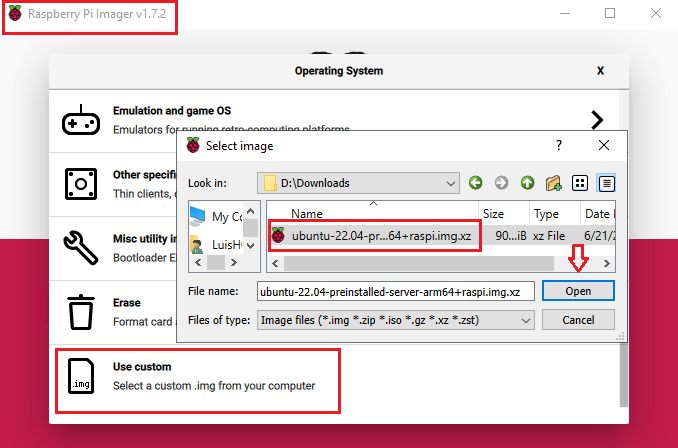 Raspberry Pi Imager v1.7.2
Operating System
X
Emulation and game OS
Emulators for running retro-computing platforms
Other specifi
Thin clients, d
Misc utility im
Bootloader E
Erase
Format card a
Use custom
Select a custom .img from your computer
.img
Select image
?
Look in:
D:\Downloads
My Co
LuisH
Name
Size
Type
Date
ubuntu-22.04-pr...64+raspi.img.xz
90...iB
xz File
6/21/2
File name:
ubuntu-22.04-preinstalled-server-arm64+raspi.img.xz
Open
Files of type:
Image files (*.img *.zip *.iso *.gz *.xz *.zst)
Cancel